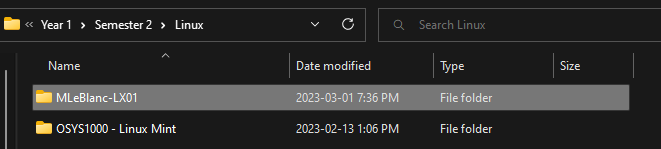 « Year 1 > Semester 2 > Linux Search Linux
Name Date modified Type Size
MLeBlanc-LX01 2023-03-01 7:36 PM File folder
OSYS1000 - Linux Mint 2023-02-13 1:06 PM File folder